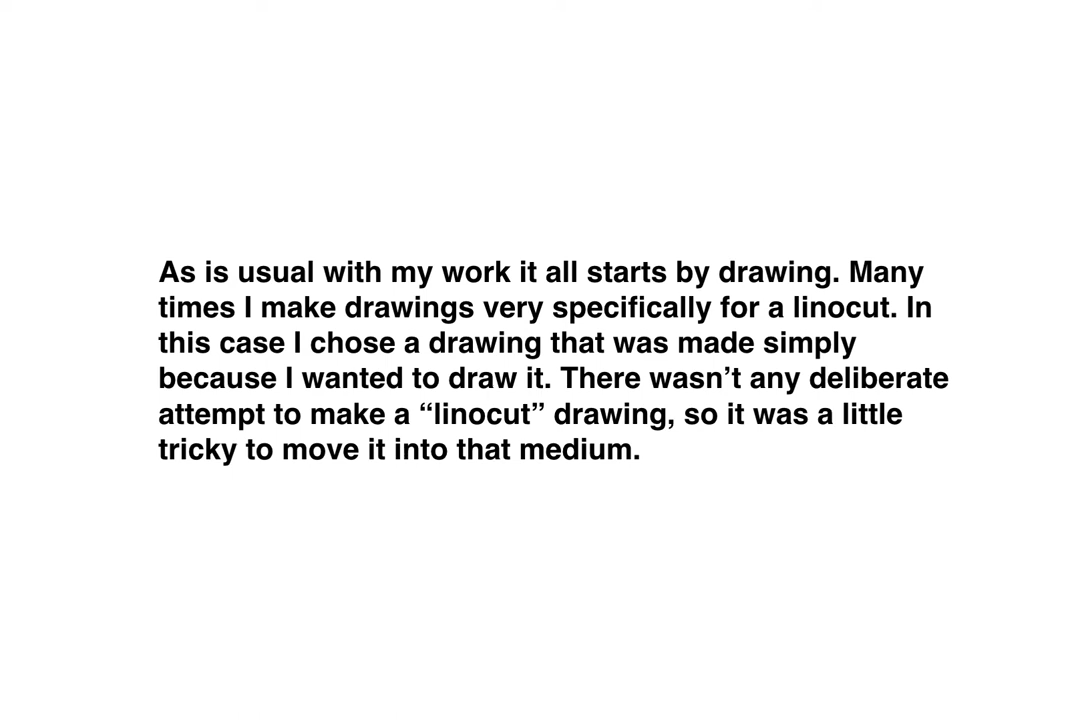 As is usual with my work it all starts by drawing. Many
times I make drawings very specifically for a linocut. In
this case I chose a drawing that was made simply
because I wanted to draw it. There wasn’t any deliberate
attempt to make a “linocut” drawing, so it was a little
tricky to move it into that medium.